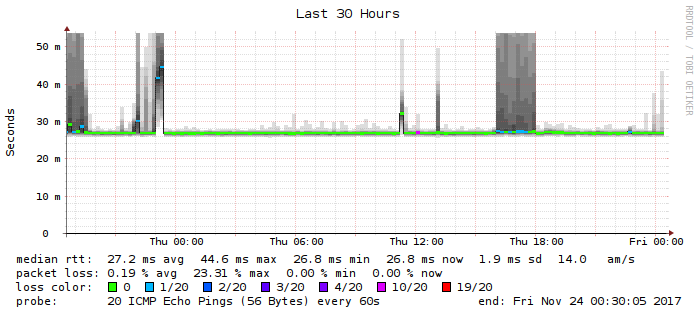 Last 30 Hours
RRDTOOL / TOBI OETIKER
Seconds
50 m
40 m
30 m
20 m
10 m
0
Thu 00:00 Thu 06:00 Thu 12:00 Thu 18:00 Fri 00:00
median rtt: 27.2 ms avg 44.6 ms max 26.8 ms min 26.8 ms now 1.9 ms sd 14.0 am/s
packet loss: 0.19 % avg 23.31 % max 0.00 % min 0.00 % now
loss color: 0 1/20 2/20 3/20 4/20 10/20 19/20
probe: 20 ICMP Echo Pings (56 Bytes) every 60s end: Fri Nov 24 00:30:05 2017